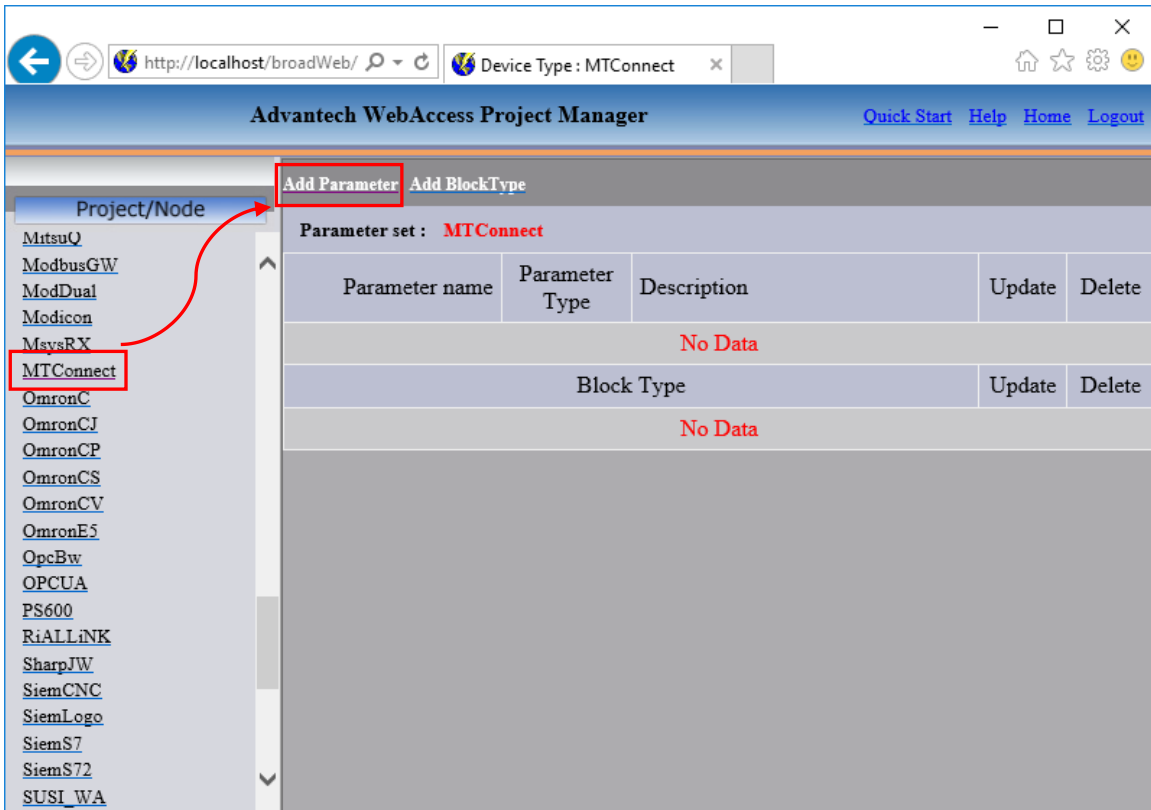 http://localhost/broadWeb/
Device Type : MTConnect
Advantech WebAccess Project Manager
Quick Start Help Home Logout
Project/Node
MitsuQ
ModbusGW
ModDual
Modicon
MsysRX
MTConnect
OmronC
OmronCJ
OmronCP
OmronCS
OmronCV
OmronE5
OpcBw
OPCUA
PS600
RiALLiNK
SharpJW
SiemCNC
SiemLogo
SiemS7
SiemS72
SUSI_WA
Add Parameter Add BlockType
Parameter set : MTConnect
Parameter name Parameter Type Description Update Delete
No Data
Block Type Update Delete
No Data